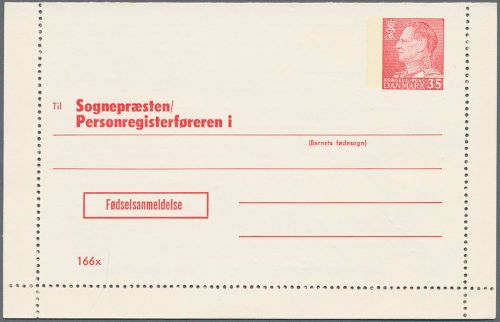 KONGELIG POST
DANMARK 35
Til Sognepræsten/
Personregisterføreren i
(Barnets fødesogn)
Fødselsanmeldelse
166x